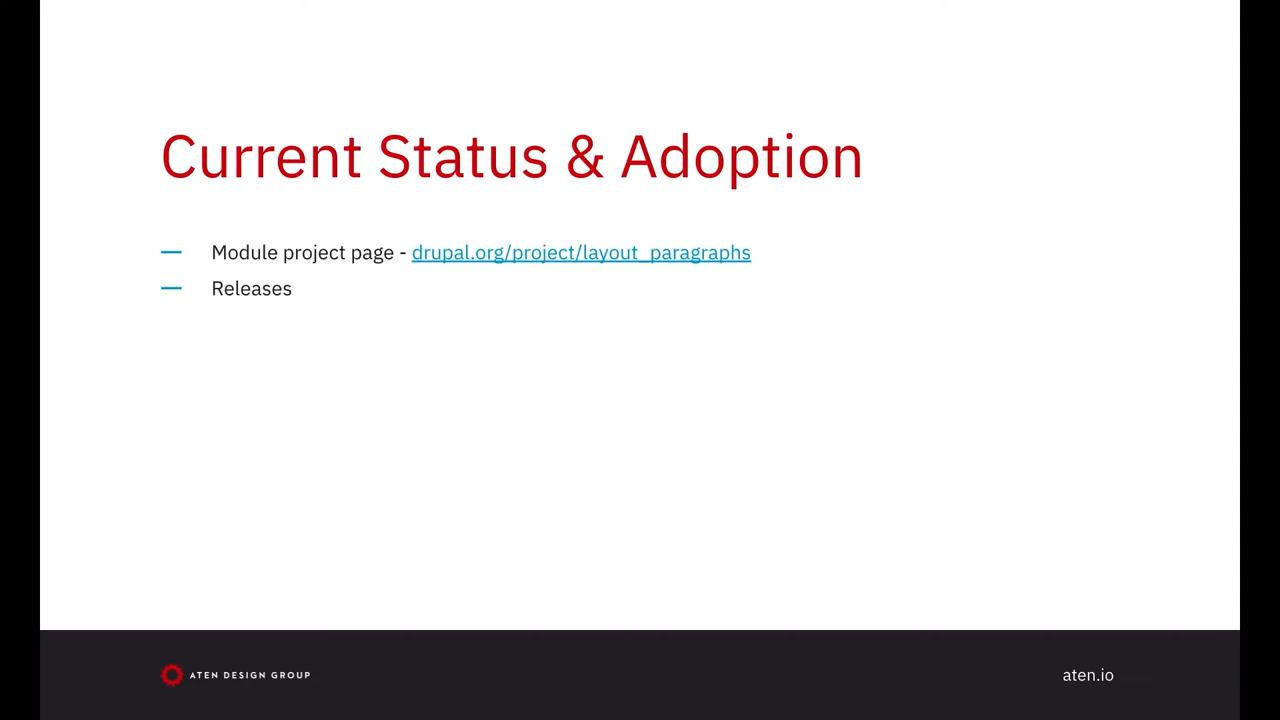 Current Status & Adoption
— Module project page - drupal.org/project/layout_paragraphs
— Releases
ATEN DESIGN GROUP
aten.io